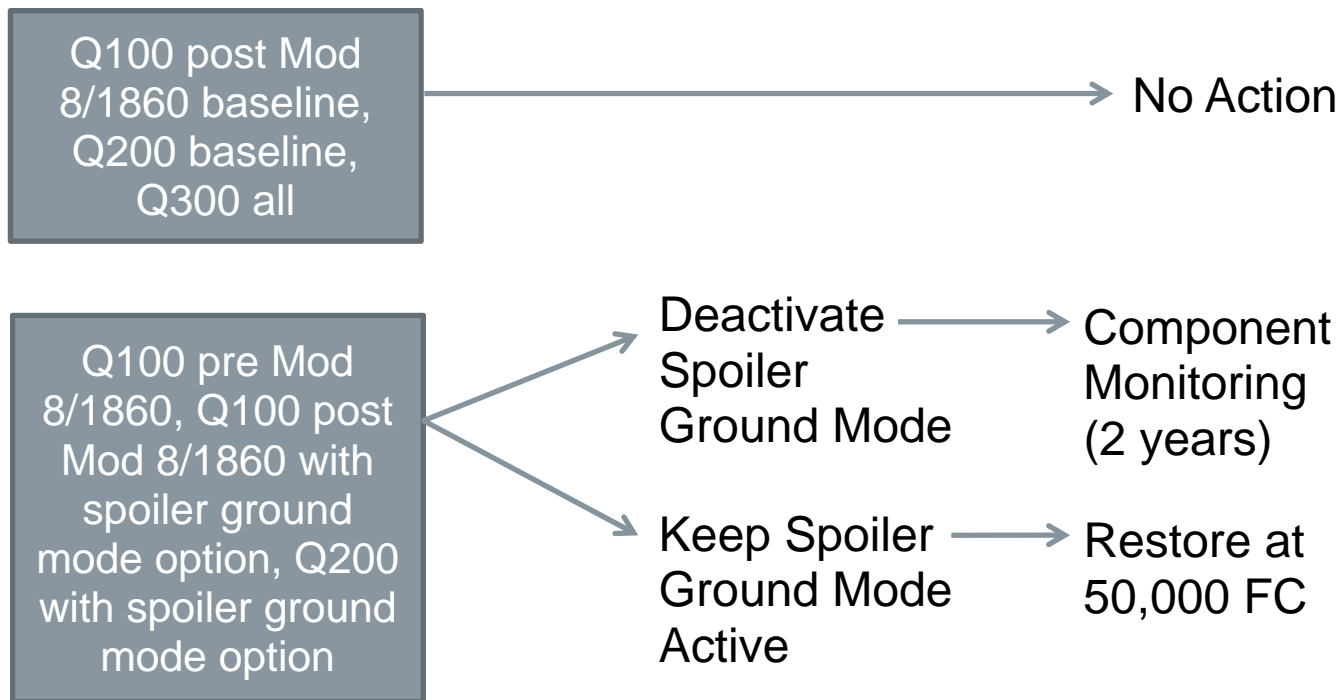 Q100 post Mod
8/1860 baseline,
Q200 baseline,
Q300 all
No Action
Q100 pre Mod
8/1860, Q100 post
Mod 8/1860 with
spoiler ground
mode option, Q200
with spoiler ground
mode option
Deactivate
Spoiler
Ground Mode
Component
Monitoring
(2 years)
Keep Spoiler
Ground Mode
Active
Restore at
50,000 FC